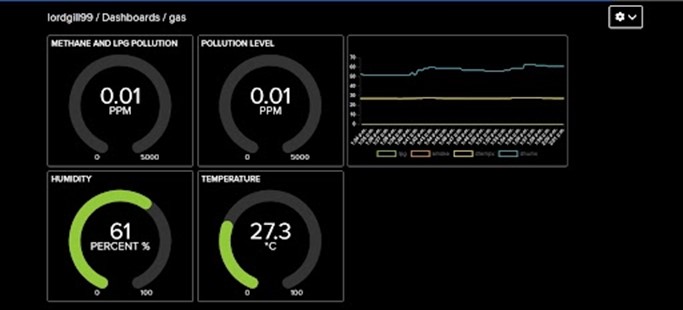 lordgill99 / Dashboards / gas
METHANE AND LPG POLLUTION
0.01
PPM
0
5000
POLLUTION LEVEL
0.01
PPM
0
5000
70
60
50
40
30
20
10
0
HUMIDITY
61
PERCENT %
0
100
TEMPERATURE
27.3
°C
0
100